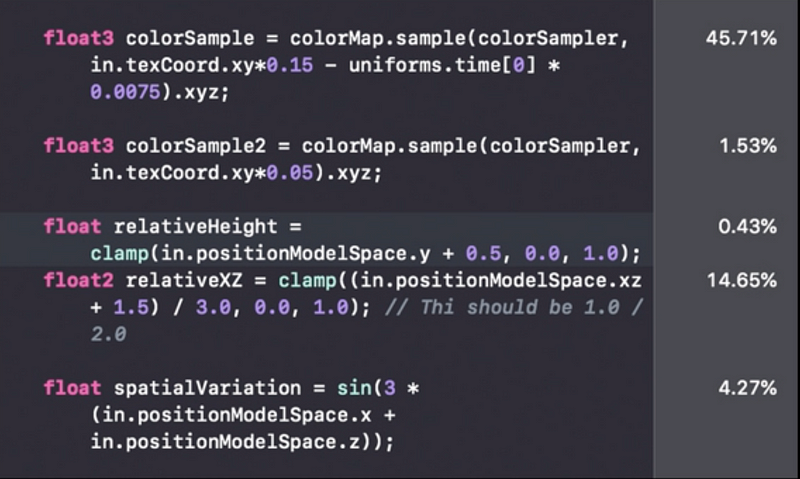 float3 colorSample = colorMap.sample(colorSampler, 45.71%
in.texCoord.xy*0.15 – uniforms.time[0] *
0.0075).xyz;
float3 colorSample2 = colorMap.sample(colorSampler, 1.53%
in.texCoord.xy*0.05).xyz;
float relativeHeight = 0.43%
clamp(in.positionModelSpace.y + 0.5, 0.0, 1.0);
float2 relativeXZ = clamp((in.positionModelSpace.xz 14.65%
+ 1.5) / 3.0, 0.0, 1.0); // Thi should be 1.0 /
2.0
float spatialVariation = sin(3 * 4.27%
(in.positionModelSpace.x +
in.positionModelSpace.z));